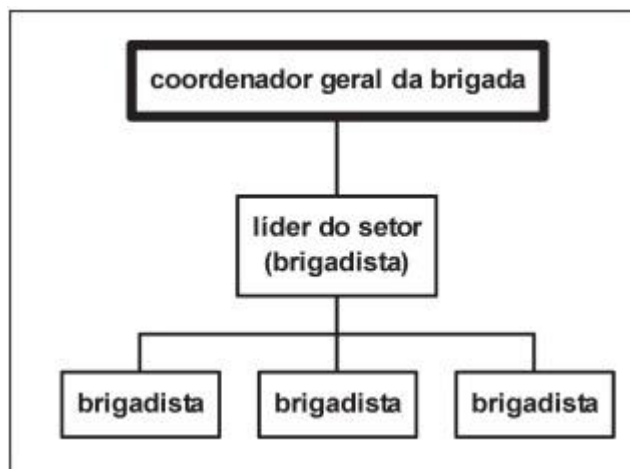 coordenador geral da brigada
líder do setor
(brigadista)
brigadista
brigadista
brigadista